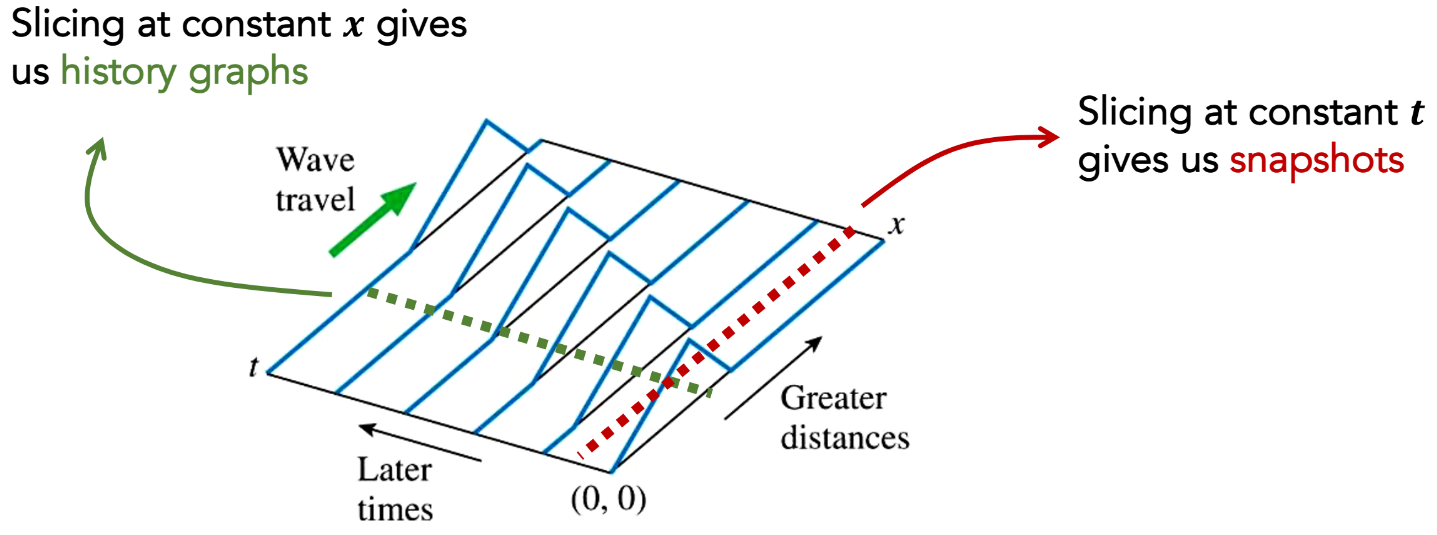 Slicing at constant x gives
us history graphs
Slicing at constant t
gives us snapshots
Wave
travel
x
t
Greater
distances
Later
times
(0, 0)